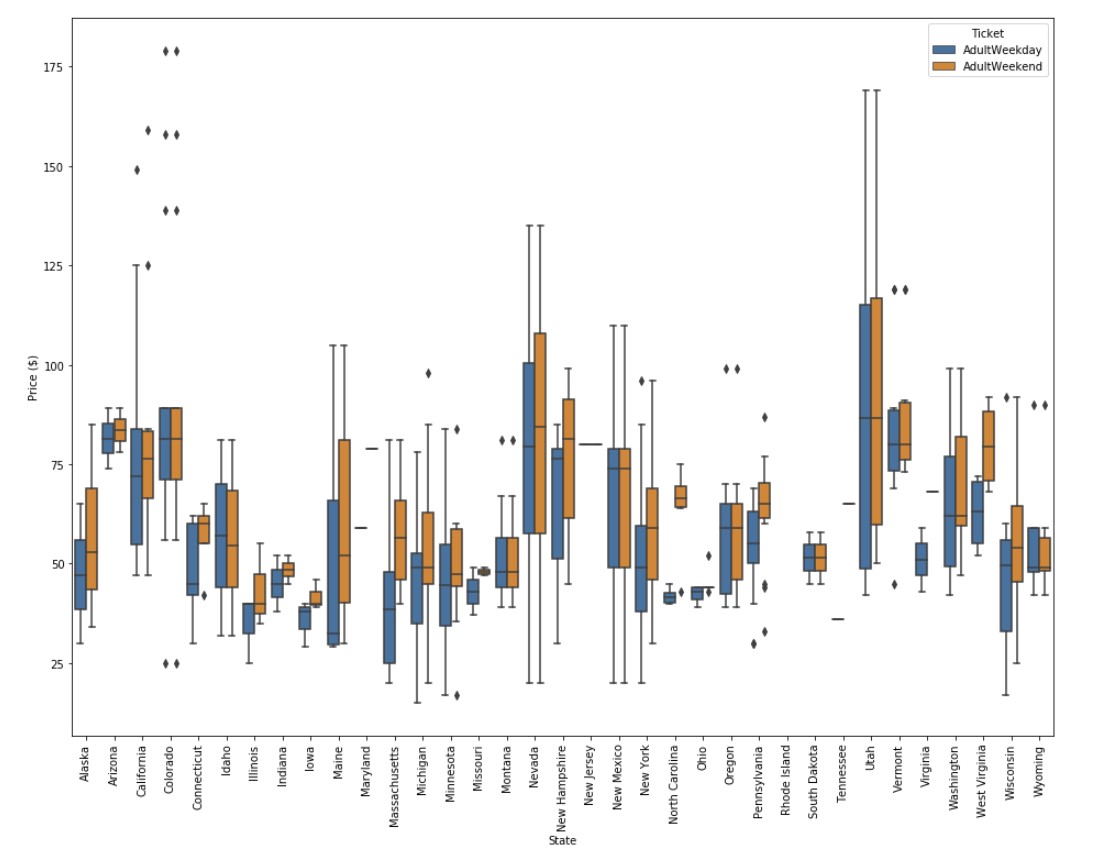 Ticket
AdultWeekday
AdultWeekend
Price ($)
175
150
125
100
75
50
25
Alaska
Arizona
California
Colorado
Connecticut
Idaho
Illinois
Indiana
Iowa
Maine
Maryland
Massachusetts
Michigan
Minnesota
Missouri
Montana
Nevada
New Hampshire
New Jersey
New Mexico
New York
North Carolina
Ohio
Oregon
Pennsylvania
Rhode Island
South Dakota
Tennessee
Utah
Vermont
Virginia
Washington
West Virginia
Wisconsin
Wyoming
State